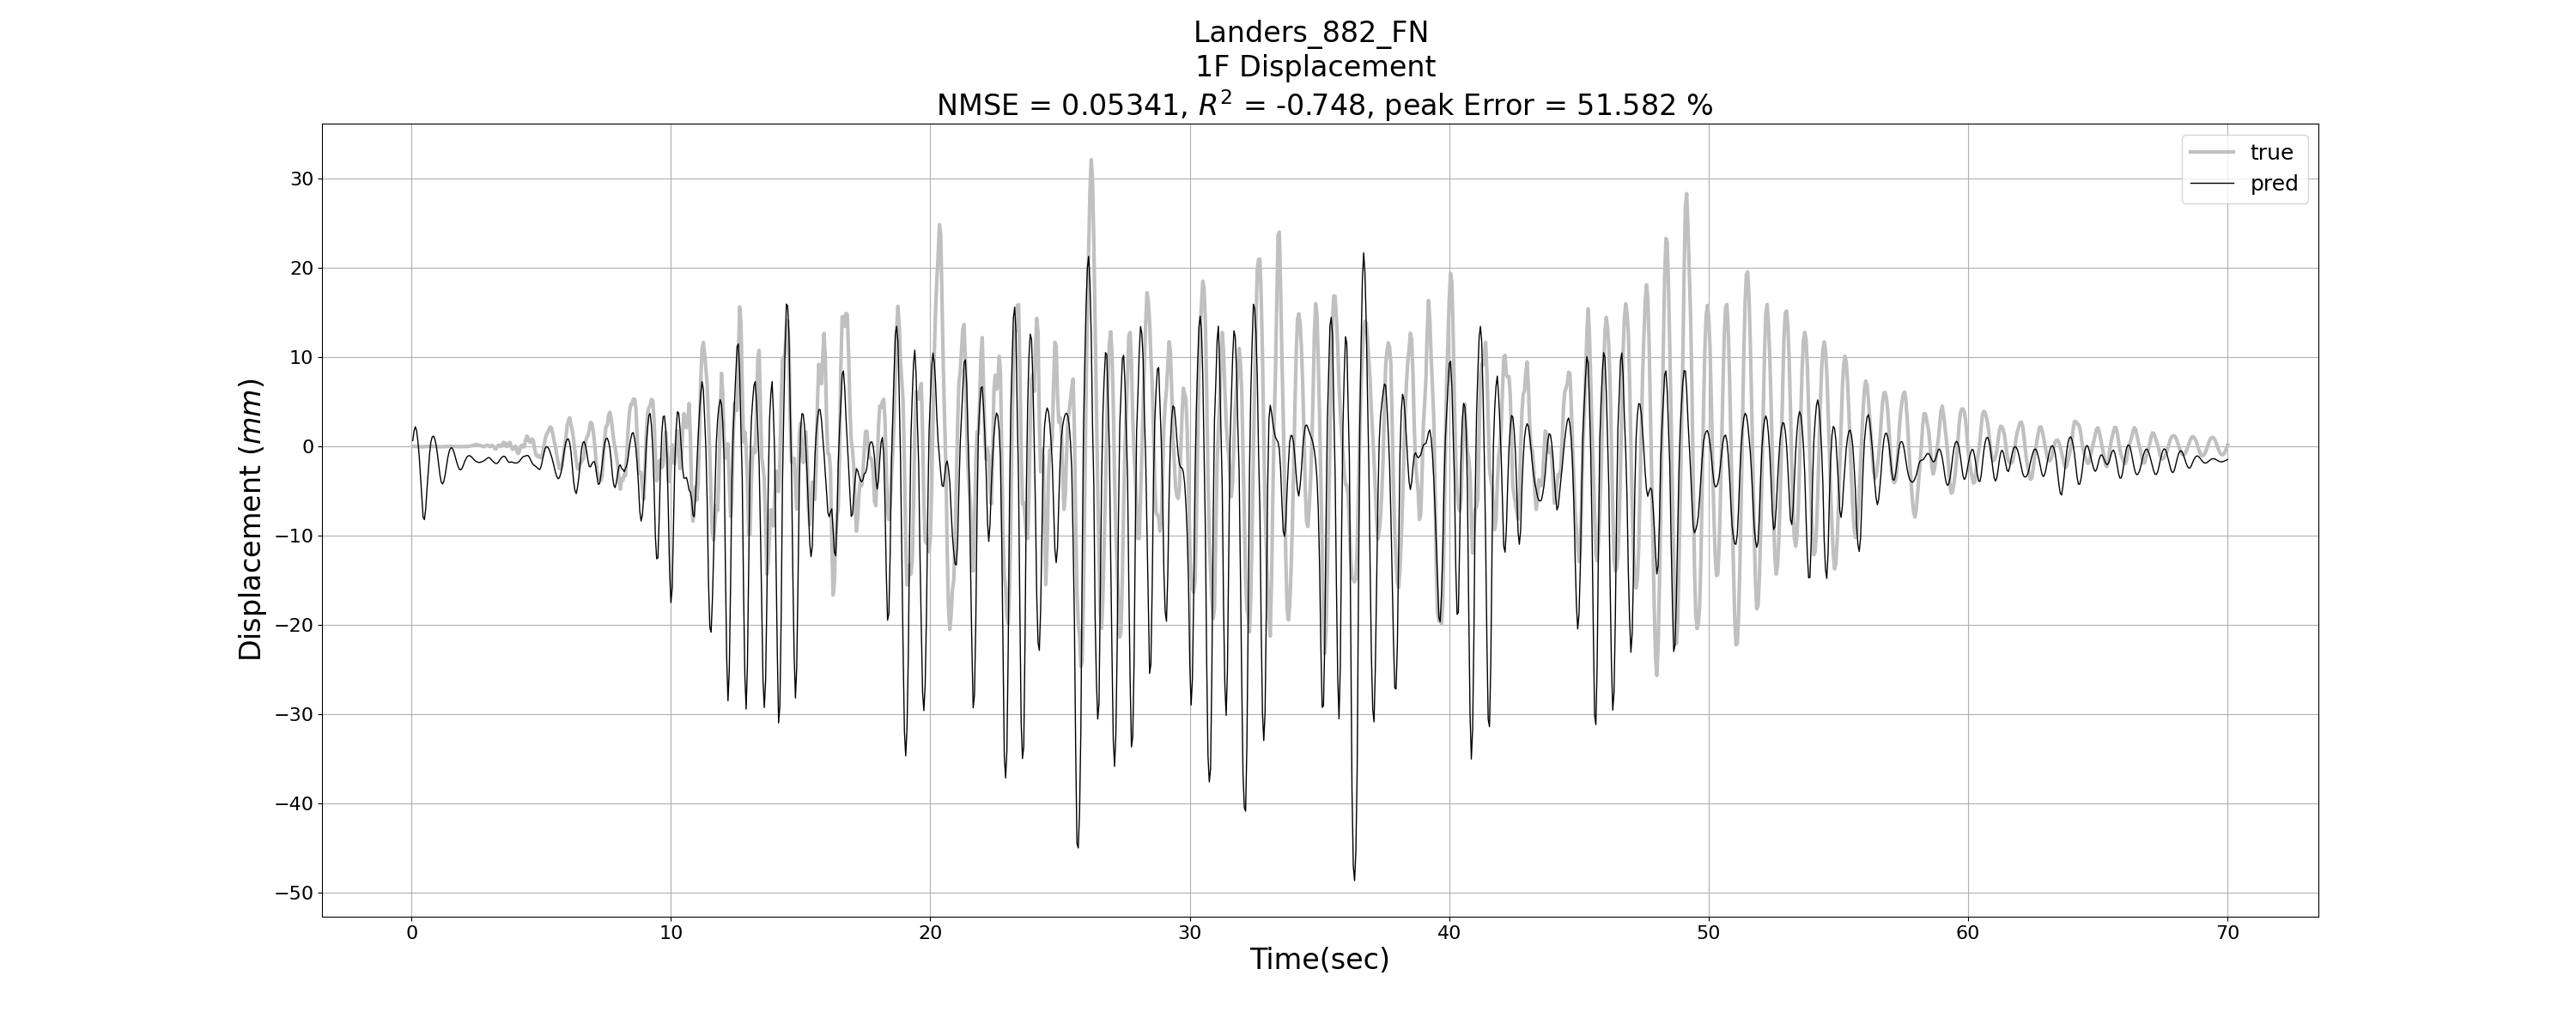 Landers_882_FN
1F Displacement
NMSE = 0.05341, R² = -0.748, peak Error = 51.582 %
true
pred
Displacement (mm)
30
20
10
0
−10
−20
−30
−40
−50
0 10 20 30 40 50 60 70
Time(sec)